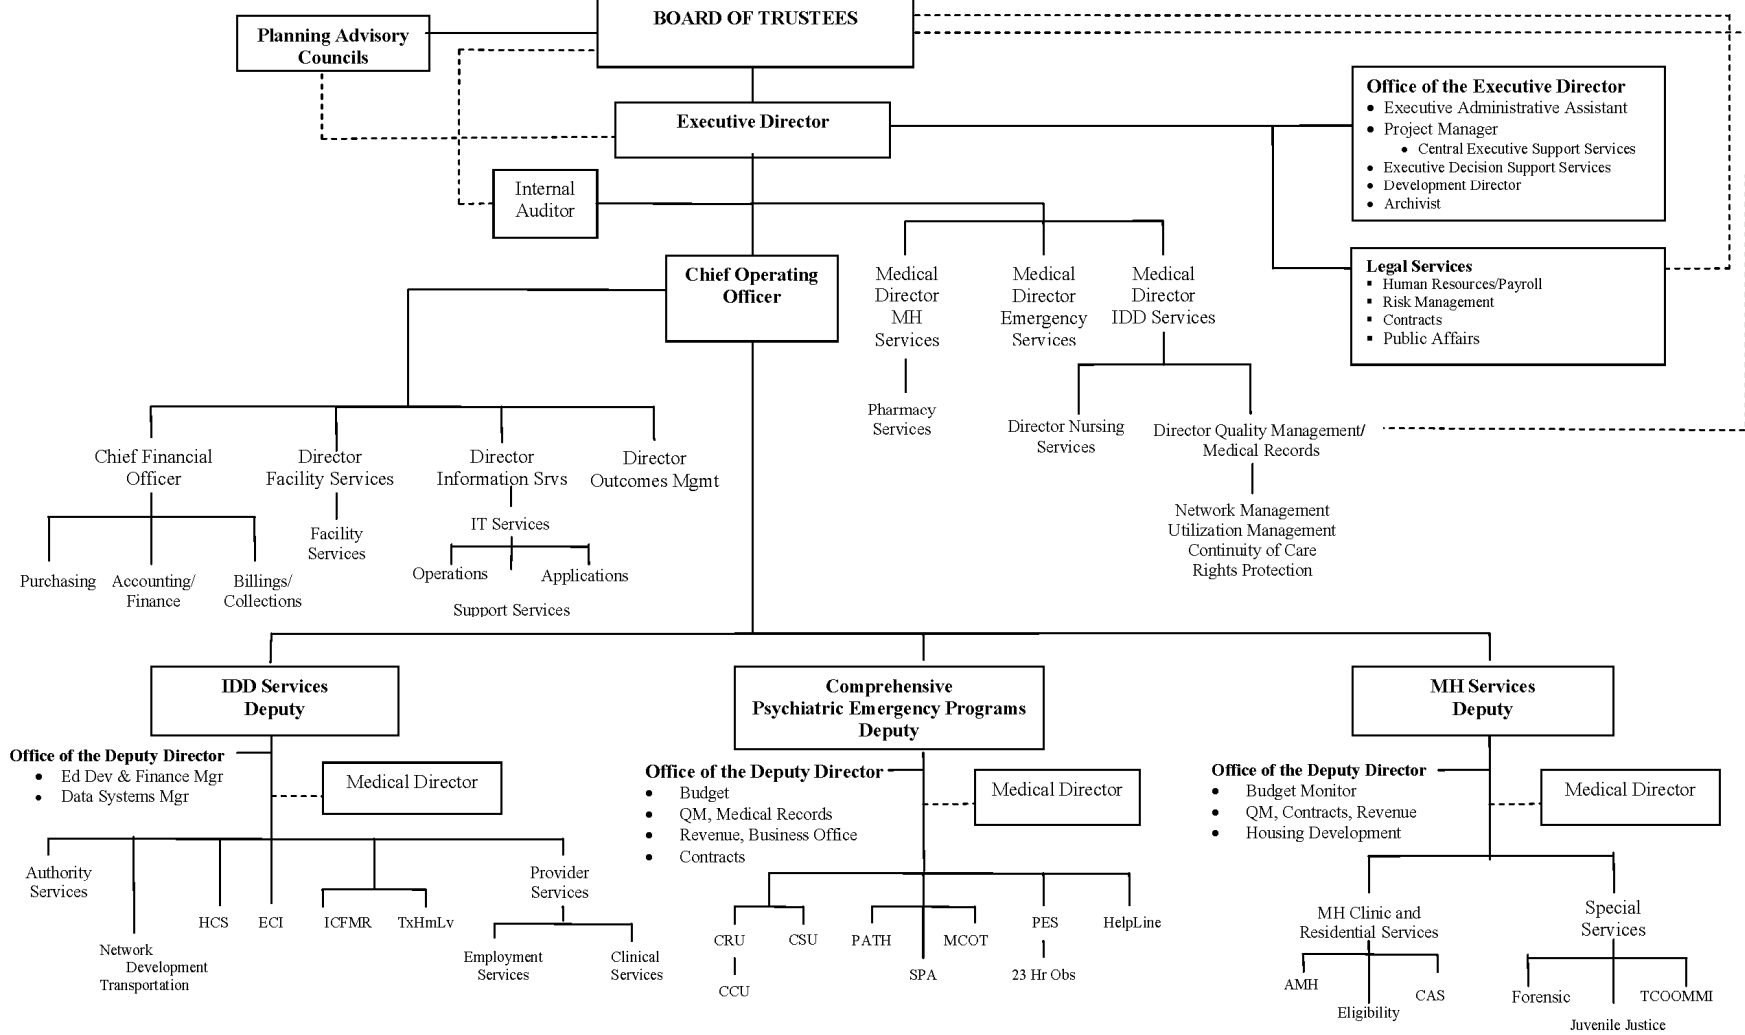 BOARD OF TRUSTEES
Planning Advisory
Councils
Executive Director
Office of the Executive Director
• Executive Administrative Assistant
• Project Manager
• Central Executive Support Services
• Executive Decision Support Services
• Development Director
• Archivist
Internal
Auditor
Chief Operating
Officer
Medical
Director
MH
Services
Medical
Director
Emergency
Services
Medical
Director
IDD Services
Legal Services
▪ Human Resources/Payroll
▪ Risk Management
▪ Contracts
▪ Public Affairs
Pharmacy
Services
Director Nursing
Services
Director Quality Management/
Medical Records
Network Management
Utilization Management
Continuity of Care
Rights Protection
Chief Financial
Officer
Director
Facility Services
Director
Information Srvs
Director
Outcomes Mgmt
Facility
Services
IT Services
Purchasing
Accounting/
Finance
Billings/
Collections
Operations
Applications
Support Services
IDD Services
Deputy
Comprehensive
Psychiatric Emergency Programs
Deputy
MH Services
Deputy
Office of the Deputy Director
• Ed Dev & Finance Mgr
• Data Systems Mgr
Medical Director
Authority
Services
Network
Development
Transportation
HCS
ECI
ICFMR
TxHmLv
Provider
Services
Employment
Services
Clinical
Services
Office of the Deputy Director
• Budget
• QM, Medical Records
• Revenue, Business Office
• Contracts
Medical Director
CRU
CCU
CSU
PATH
SPA
MCOT
PES
23 Hr Obs
HelpLine
Office of the Deputy Director
• Budget Monitor
• QM, Contracts, Revenue
• Housing Development
Medical Director
MH Clinic and
Residential Services
AMH
Eligibility
CAS
Special
Services
Forensic
Juvenile Justice
TCOOMMI